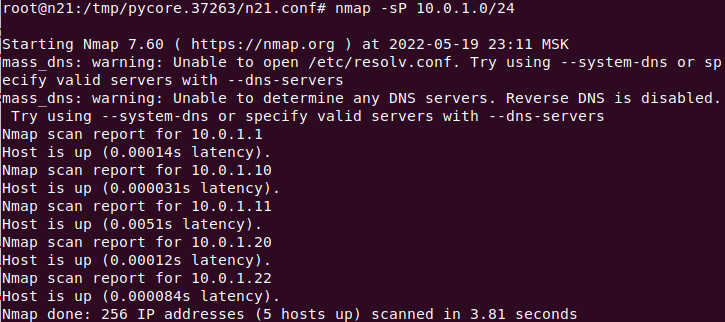 root@n21:/tmp/pycore.37263/n21.conf# nmap -sP 10.0.1.0/24

Starting Nmap 7.60 ( https://nmap.org ) at 2022-05-19 23:11 MSK
mass_dns: warning: Unable to open /etc/resolv.conf. Try using --system-dns or sp
ecify valid servers with --dns-servers
mass_dns: warning: Unable to determine any DNS servers. Reverse DNS is disabled.
 Try using --system-dns or specify valid servers with --dns-servers
Nmap scan report for 10.0.1.1
Host is up (0.00014s latency).
Nmap scan report for 10.0.1.10
Host is up (0.000031s latency).
Nmap scan report for 10.0.1.11
Host is up (0.0051s latency).
Nmap scan report for 10.0.1.20
Host is up (0.00012s latency).
Nmap scan report for 10.0.1.22
Host is up (0.000084s latency).
Nmap done: 256 IP addresses (5 hosts up) scanned in 3.81 seconds